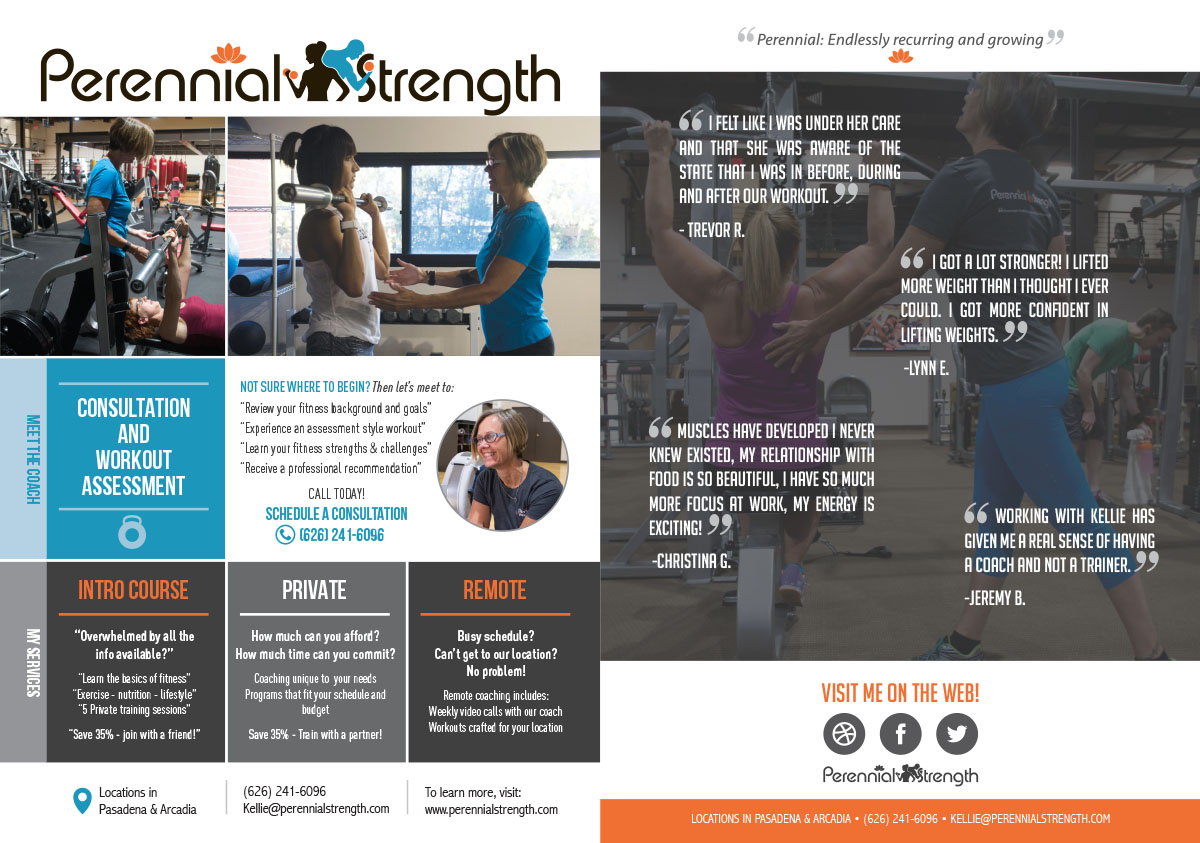 Perennial Strength
MEET THE COACH
CONSULTATION
AND
WORKOUT
ASSESSMENT
NOT SURE WHERE TO BEGIN? Then let's meet to:
"Review your fitness background and goals"
"Experience an assessment style workout"
"Learn your fitness strengths & challenges"
"Receive a professional recommendation"
CALL TODAY!
SCHEDULE A CONSULTATION
(626) 241-6096
MY SERVICES
INTRO COURSE
"Overwhelmed by all the
info available?"
"Learn the basics of fitness"
"Exercise - nutrition - lifestyle"
"5 Private training sessions"
"Save 35% - join with a friend!"
PRIVATE
How much can you afford?
How much time can you commit?
Coaching unique to your needs
Programs that fit your schedule and
budget
Save 35% - Train with a partner!
REMOTE
Busy schedule?
Can't get to our location?
No problem!
Remote coaching includes:
Weekly video calls with our coach
Workouts crafted for your location
Locations in
Pasadena & Arcadia
(626) 241-6096
Kellie@perennialstrength.com
To learn more, visit:
www.perennialstrength.com
“Perennial: Endlessly recurring and growing”
“I FELT LIKE I WAS UNDER HER CARE
AND THAT SHE WAS AWARE OF THE
STATE THAT I WAS IN BEFORE, DURING
AND AFTER OUR WORKOUT.”
- TREVOR R.
Perennial Strength
“I GOT A LOT STRONGER! I LIFTED
MORE WEIGHT THAN I THOUGHT I EVER
COULD. I GOT MORE CONFIDENT IN
LIFTING WEIGHTS.”
-LYNN E.
“MUSCLES HAVE DEVELOPED I NEVER
KNEW EXISTED, MY RELATIONSHIP WITH
FOOD IS SO BEAUTIFUL, I HAVE SO MUCH
MORE FOCUS AT WORK, MY ENERGY IS
EXCITING!”
-CHRISTINA G.
“WORKING WITH KELLIE HAS
GIVEN ME A REAL SENSE OF HAVING
A COACH AND NOT A TRAINER.”
-JEREMY B.
VISIT ME ON THE WEB!
Perennial Strength
LOCATIONS IN PASADENA & ARCADIA • (626) 241-6096 • KELLIE@PERENNIALSTRENGTH.COM